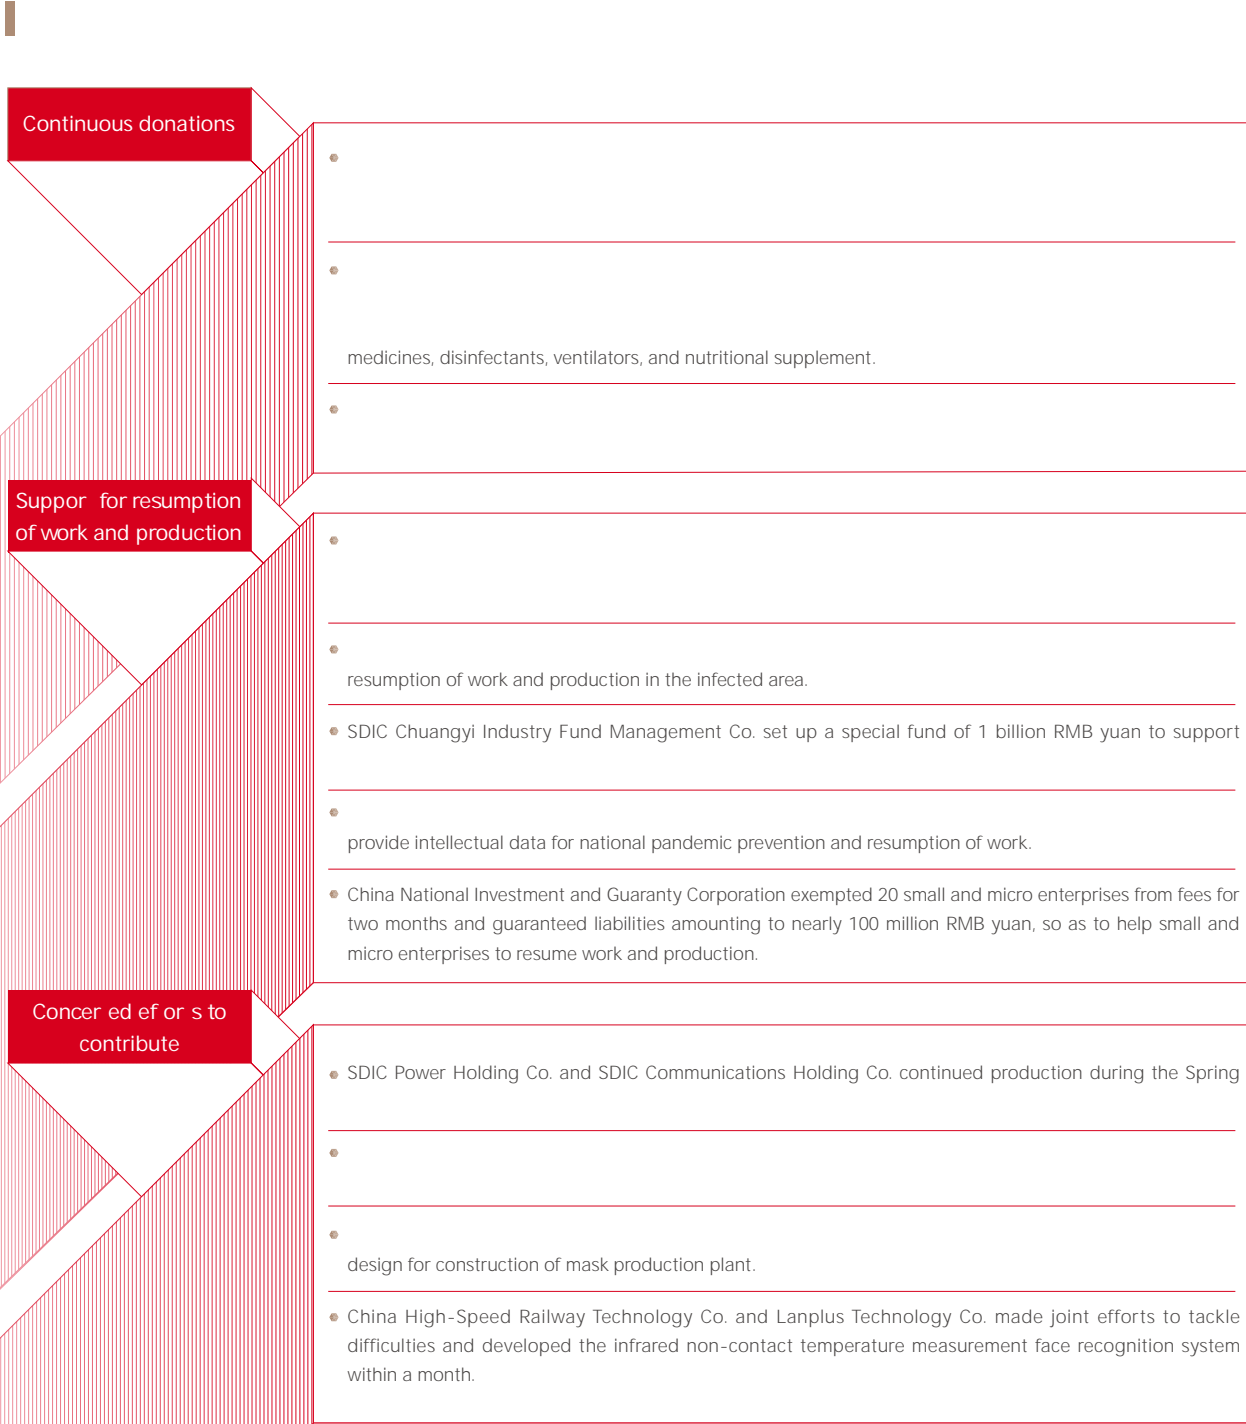 Continuous donations
medicines, disinfectants, ventilators, and nutritional supplement.
Suppor for resumption
of work and production
resumption of work and production in the infected area.
SDIC Chuangyi Industry Fund Management Co. set up a special fund of 1 billion RMB yuan to support
provide intellectual data for national pandemic prevention and resumption of work.
China National Investment and Guaranty Corporation exempted 20 small and micro enterprises from fees for
two months and guaranteed liabilities amounting to nearly 100 million RMB yuan, so as to help small and
micro enterprises to resume work and production.
Concer ed ef or s to
contribute
SDIC Power Holding Co. and SDIC Communications Holding Co. continued production during the Spring
design for construction of mask production plant.
China High-Speed Railway Technology Co. and Lanplus Technology Co. made joint efforts to tackle
difficulties and developed the infrared non-contact temperature measurement face recognition system
within a month.